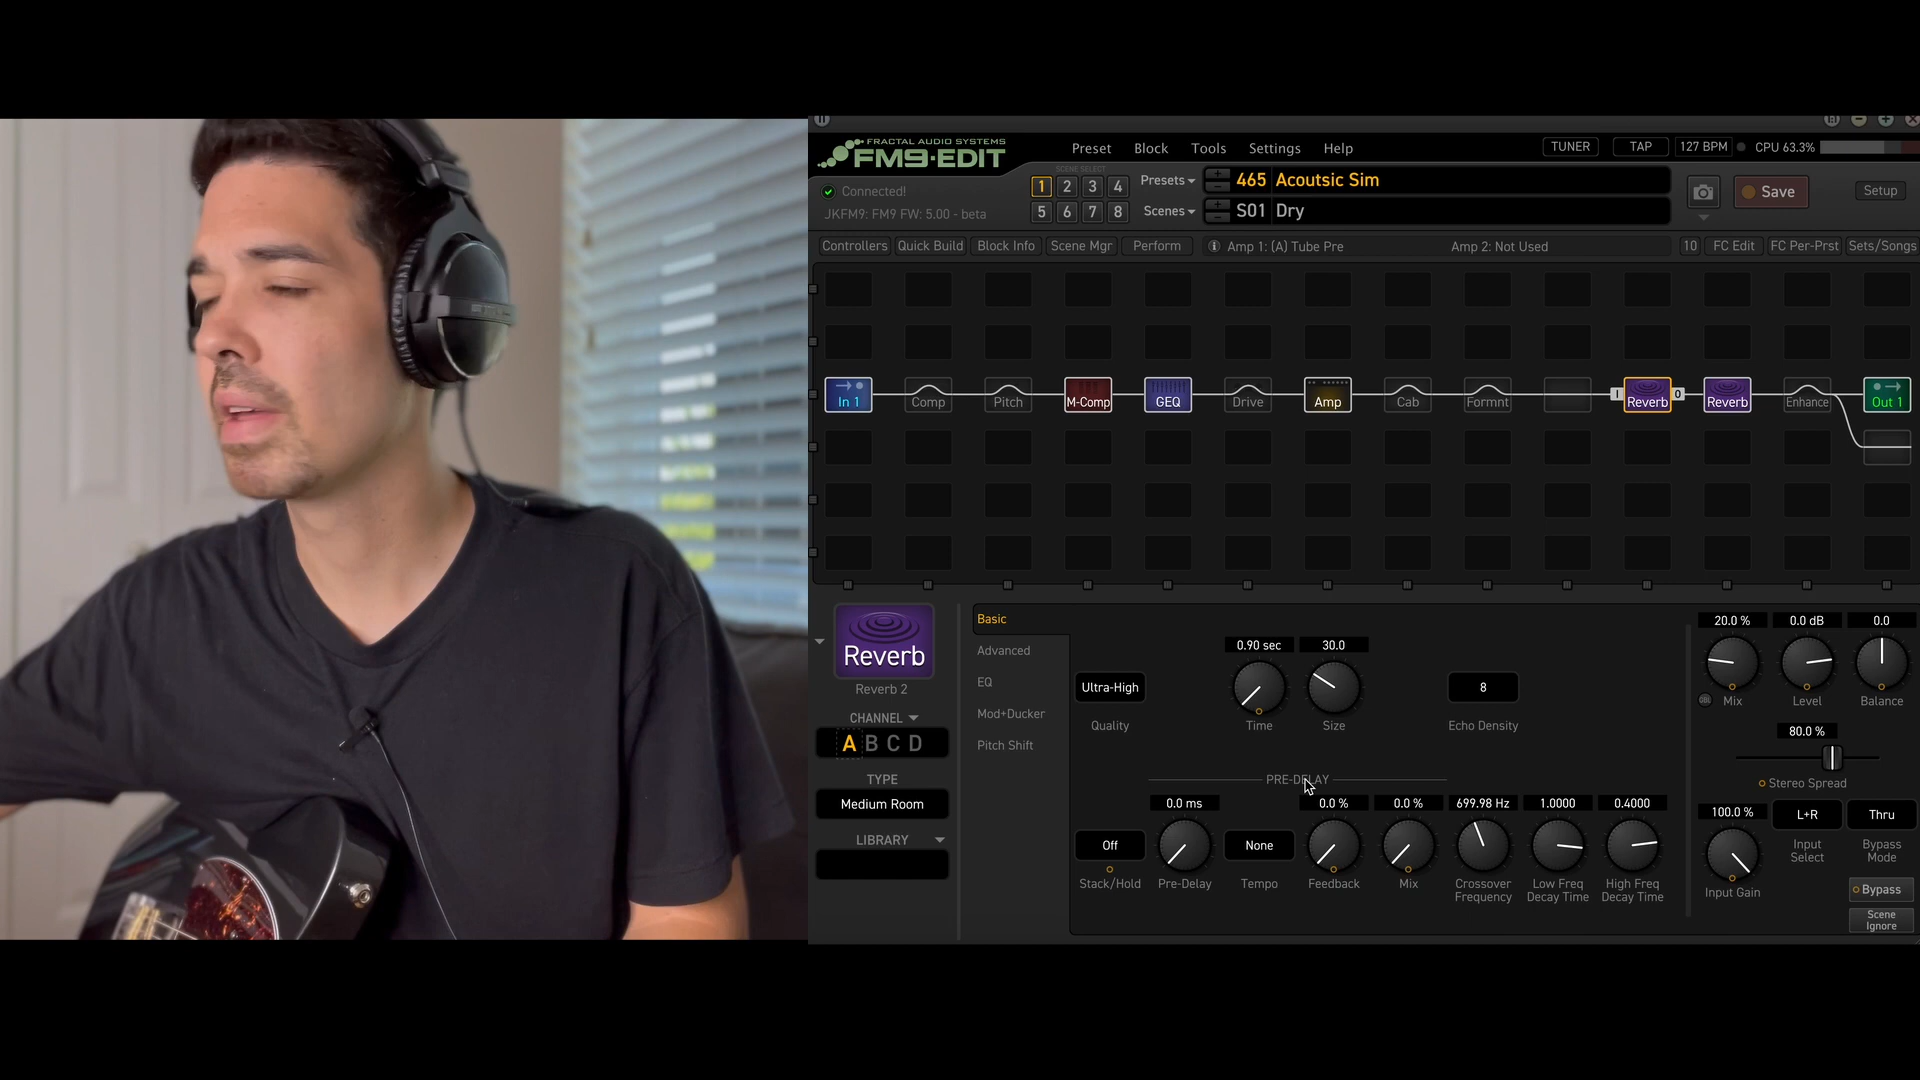 FRACTAL AUDIO SYSTEMS
FM9-EDIT
Preset Block Tools Settings Help
TUNER TAP 127 BPM CPU 63.3%
Connected!
JKFM9: FM9 FW: 5.00 - beta
SCENE SELECT
1 2 3 4
5 6 7 8
Presets 465 Acoutsic Sim
Scenes S01 Dry
Save Setup
Controllers Quick Build Block Info Scene Mgr Perform Amp 1: (A) Tube Pre Amp 2: Not Used 10 FC Edit FC Per-Prst Sets/Songs
In 1 Comp Pitch M-Comp GEQ Drive Amp Cab Formnt I Reverb O Reverb Enhance Out 1
Reverb
Reverb 2
CHANNEL
A B C D
TYPE
Medium Room
LIBRARY
Basic
Advanced
EQ
Mod+Ducker
Pitch Shift
0.90 sec 30.0
Ultra-High 8
Quality Time Size Echo Density
PRE-DELAY
0.0 ms 0.0 % 0.0 % 699.98 Hz 1.0000 0.4000
Off None
Stack/Hold Pre-Delay Tempo Feedback Mix Crossover Frequency Low Freq Decay Time High Freq Decay Time
20.0 % 0.0 dB 0.0
Mix Level Balance
80.0 %
Stereo Spread
100.0 % L+R Thru
Input Gain Input Select Bypass Mode
Bypass
Scene Ignore